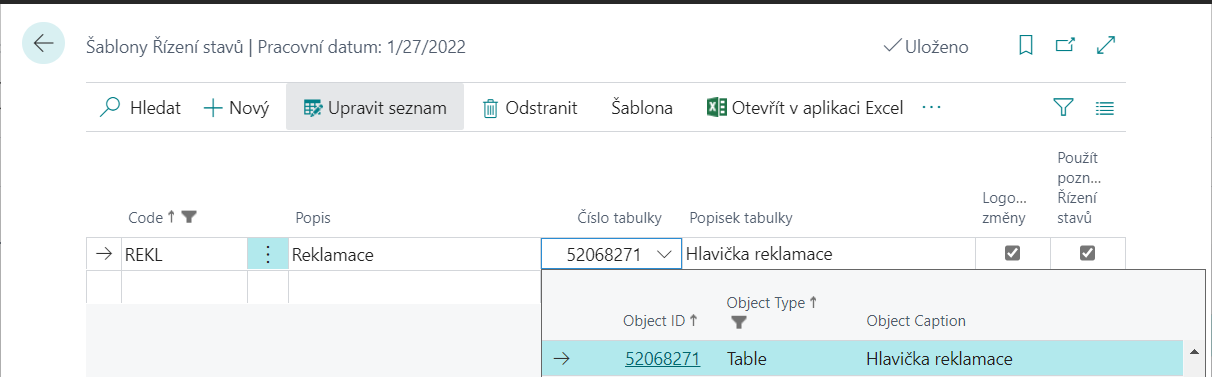 Šablony Řízení stavů | Pracovní datum: 1/27/2022
Uloženo
Hledat
Nový
Upravit seznam
Odstranit
Šablona
Otevřít v aplikaci Excel
Code
Popis
Číslo tabulky
Popisek tabulky
Logo...
změny
Použít
pozn...
Řízení
stavů
REKL
Reklamace
52068271
Hlavička reklamace
Object ID
Object Type
Object Caption
52068271
Table
Hlavička reklamace